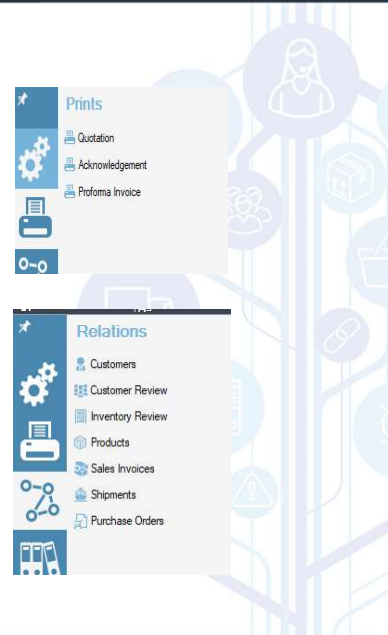 Prints
Quotation
Acknowledgement
Proforma Invoice
Relations
Customers
Customer Review
Inventory Review
Products
Sales Invoices
Shipments
Purchase Orders